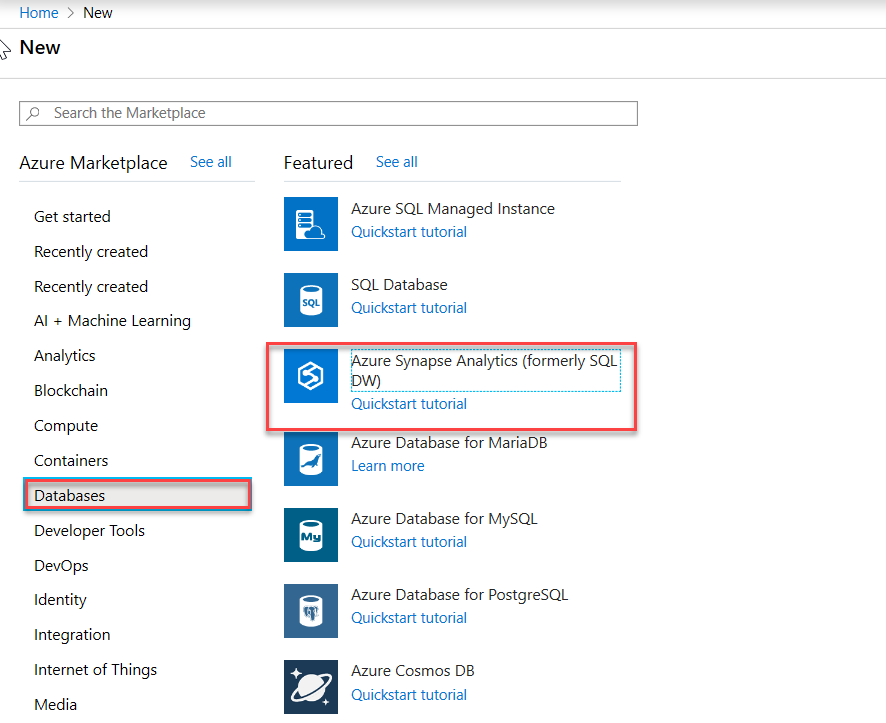 Home > New
New
Search the Marketplace
Azure Marketplace See all
Get started
Recently created
Recently created
AI + Machine Learning
Analytics
Blockchain
Compute
Containers
Databases
Developer Tools
DevOps
Identity
Integration
Internet of Things
Media
Featured See all
Azure SQL Managed Instance
Quickstart tutorial
SQL
SQL Database
Quickstart tutorial
Azure Synapse Analytics (formerly SQL
DW)
Quickstart tutorial
Azure Database for MariaDB
Learn more
My
Azure Database for MySQL
Quickstart tutorial
Azure Database for PostgreSQL
Quickstart tutorial
Azure Cosmos DB
Quickstart tutorial